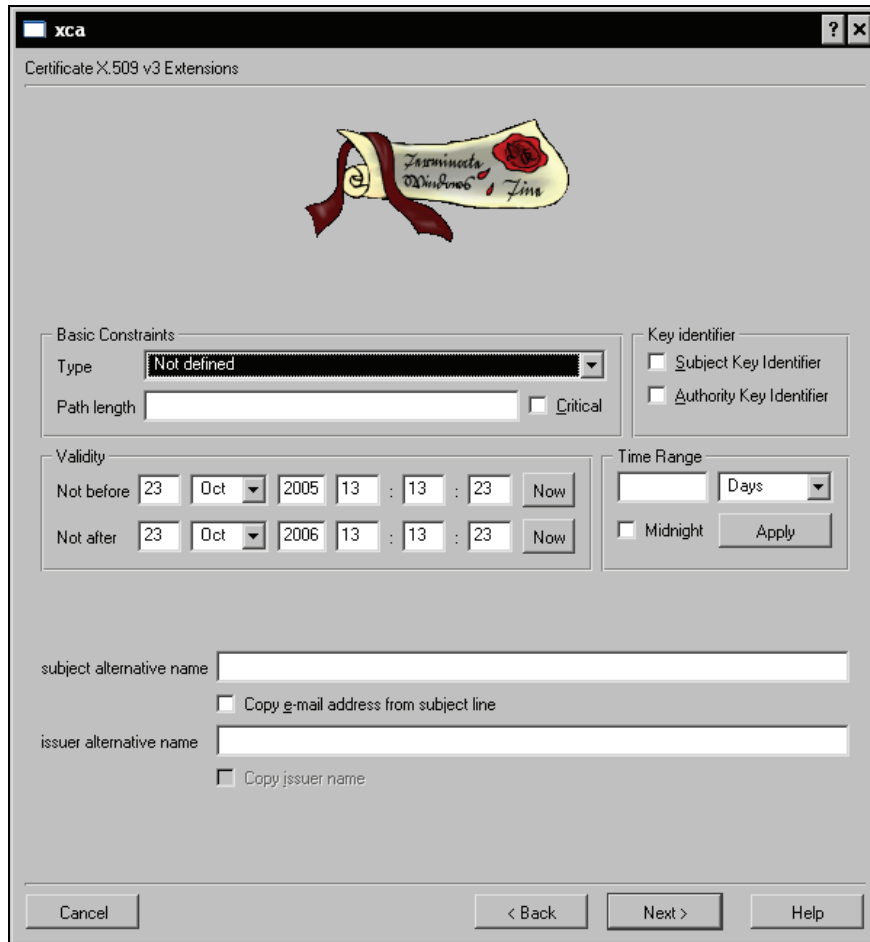 xca
Certificate X.509 v3 Extensions
Terminate
Windows
Fine
Basic Constraints
Type Not defined
Path length Critical
Key identifier
Subject Key Identifier
Authority Key Identifier
Validity
Not before 23 Oct 2005 13 : 13 : 23 Now
Not after 23 Oct 2006 13 : 13 : 23 Now
Time Range
Days
Midnight Apply
subject alternative name
Copy e-mail address from subject line
issuer alternative name
Copy issuer name
Cancel < Back Next > Help